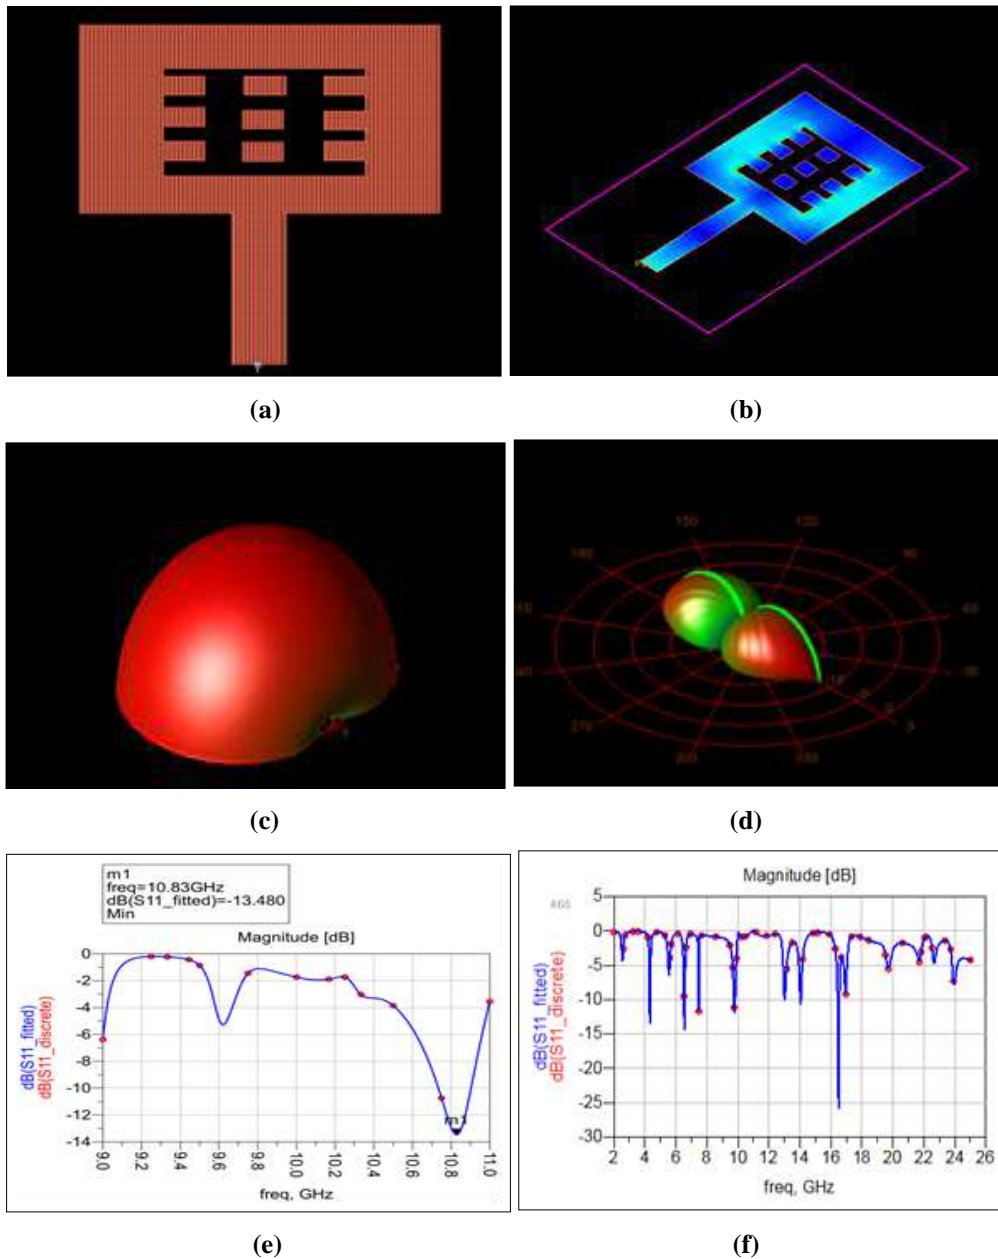 (a)
(b)
150
120
(c)
(d)
m1
freq=10.83GHz
dB(S11_fitted)=-13.480
Min
Magnitude [dB]
0
-2
-4
-6
-8
-10
-12
-14
dB(S11_fitted)
dB(S11_discrete)
m1
9.0
9.2
9.4
9.6
9.8
10.0
10.2
10.4
10.6
10.8
11.0
freq, GHz
Magnitude [dB]
ADS
5
0
-5
-10
-15
-20
-25
-30
dB(S11_fitted)
dB(S11_discrete)
2 4 6 8 10 12 14 16 18 20 22 24 26
freq, GHz
(e)
(f)